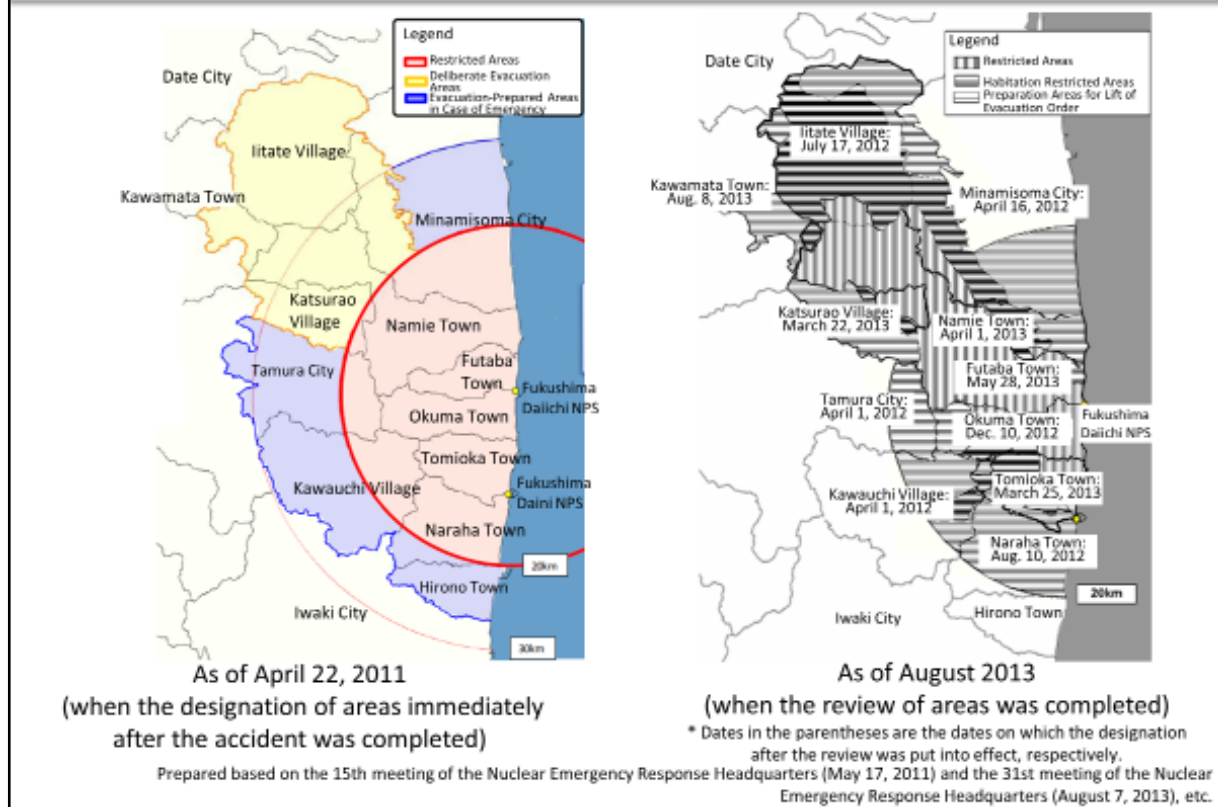 Legend
Restricted Areas
Deliberate Evacuation
Areas
Evacuation-Prepared Areas
in Case of Emergency
Date City
Iitate Village
Kawamata Town
Minamisoma City
Katsurao
Village
Namie Town
Futaba
Town
Tamura City
Fukushima
Daiichi NPS
Okuma Town
Tomioka Town
Kawauchi Village
Fukushima
Daini NPS
Naraha Town
20km
Hirono Town
Iwaki City
30km
As of April 22, 2011
(when the designation of areas immediately
after the accident was completed)
Legend
Restricted Areas
Habitation Restricted Areas
Preparation Areas for Lift of
Evacuation Order
Date City
Iitate Village:
July 17, 2012
Kawamata Town:
Aug. 8, 2013
Minamisoma City:
April 16, 2012
Katsurao Village:
March 22, 2013
Namie Town:
April 1, 2013
Futaba Town:
May 28, 2013
Tamura City:
April 1, 2012
Okuma Town:
Dec. 10, 2012
Fukushima
Daiichi NPS
Tomioka Town:
March 25, 2013
Kawauchi Village:
April 1, 2012
Naraha Town:
Aug. 10, 2012
20km
Iwaki City
Hirono Town
As of August 2013
(when the review of areas was completed)
* Dates in the parentheses are the dates on which the designation
after the review was put into effect, respectively.
Prepared based on the 15th meeting of the Nuclear Emergency Response Headquarters (May 17, 2011) and the 31st meeting of the Nuclear
Emergency Response Headquarters (August 7, 2013), etc.